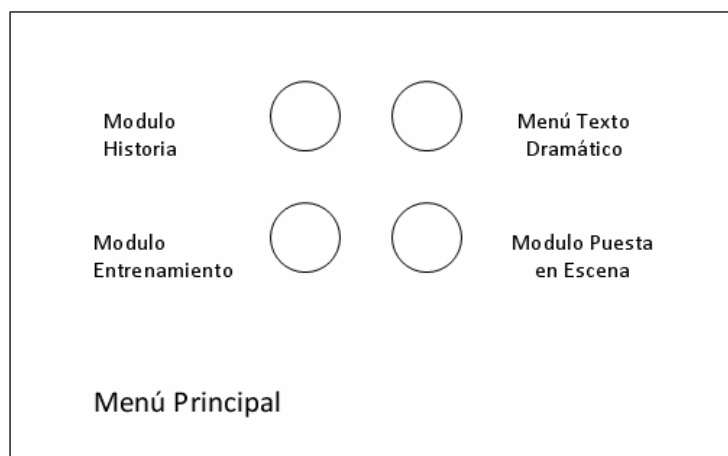 Modulo
Historia
Menú Texto
Dramático
Modulo
Entrenamiento
Modulo Puesta
en Escena
Menú Principal